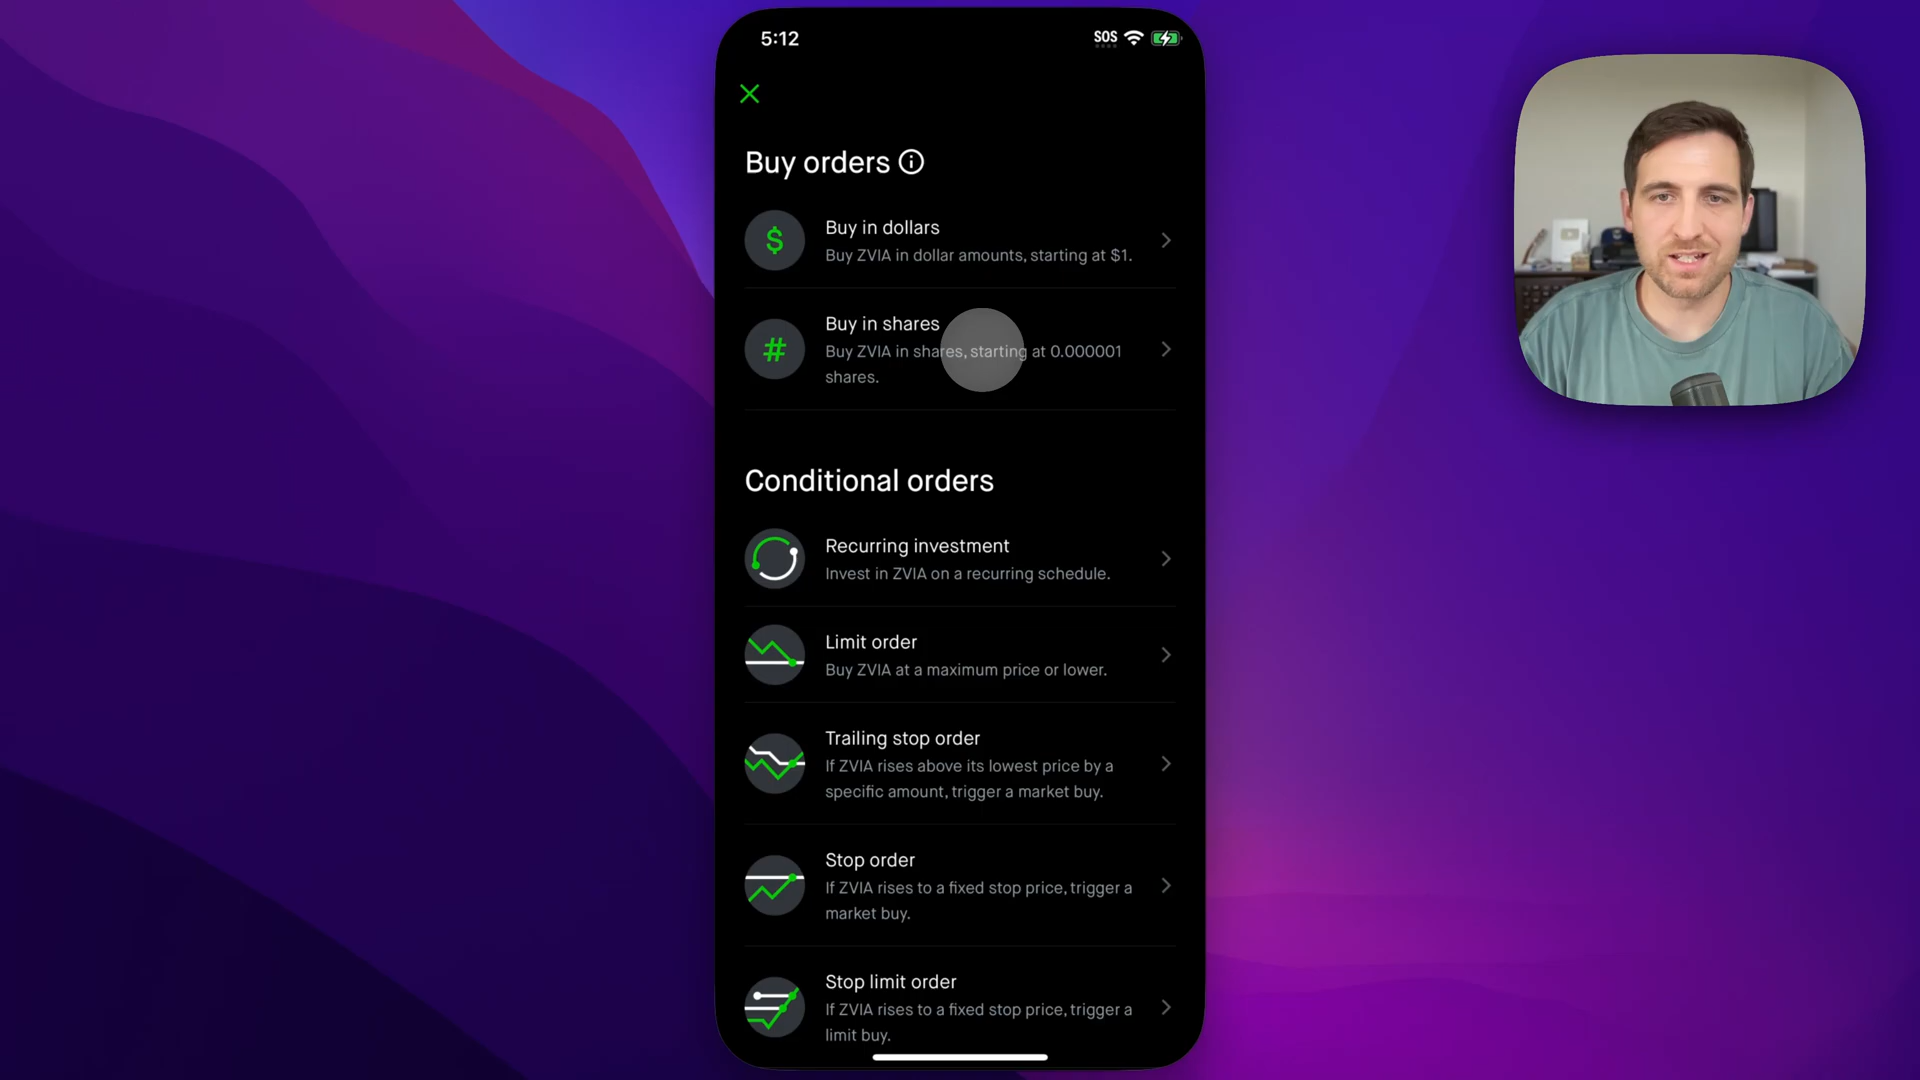 5:12
SOS
Buy orders
$
Buy in dollars
Buy ZVIA in dollar amounts, starting at $1.
#
Buy in shares
Buy ZVIA in shares, starting at 0.000001
shares.
Conditional orders
Recurring investment
Invest in ZVIA on a recurring schedule.
Limit order
Buy ZVIA at a maximum price or lower.
Trailing stop order
If ZVIA rises above its lowest price by a
specific amount, trigger a market buy.
Stop order
If ZVIA rises to a fixed stop price, trigger a
market buy.
Stop limit order
If ZVIA rises to a fixed stop price, trigger a
limit buy.